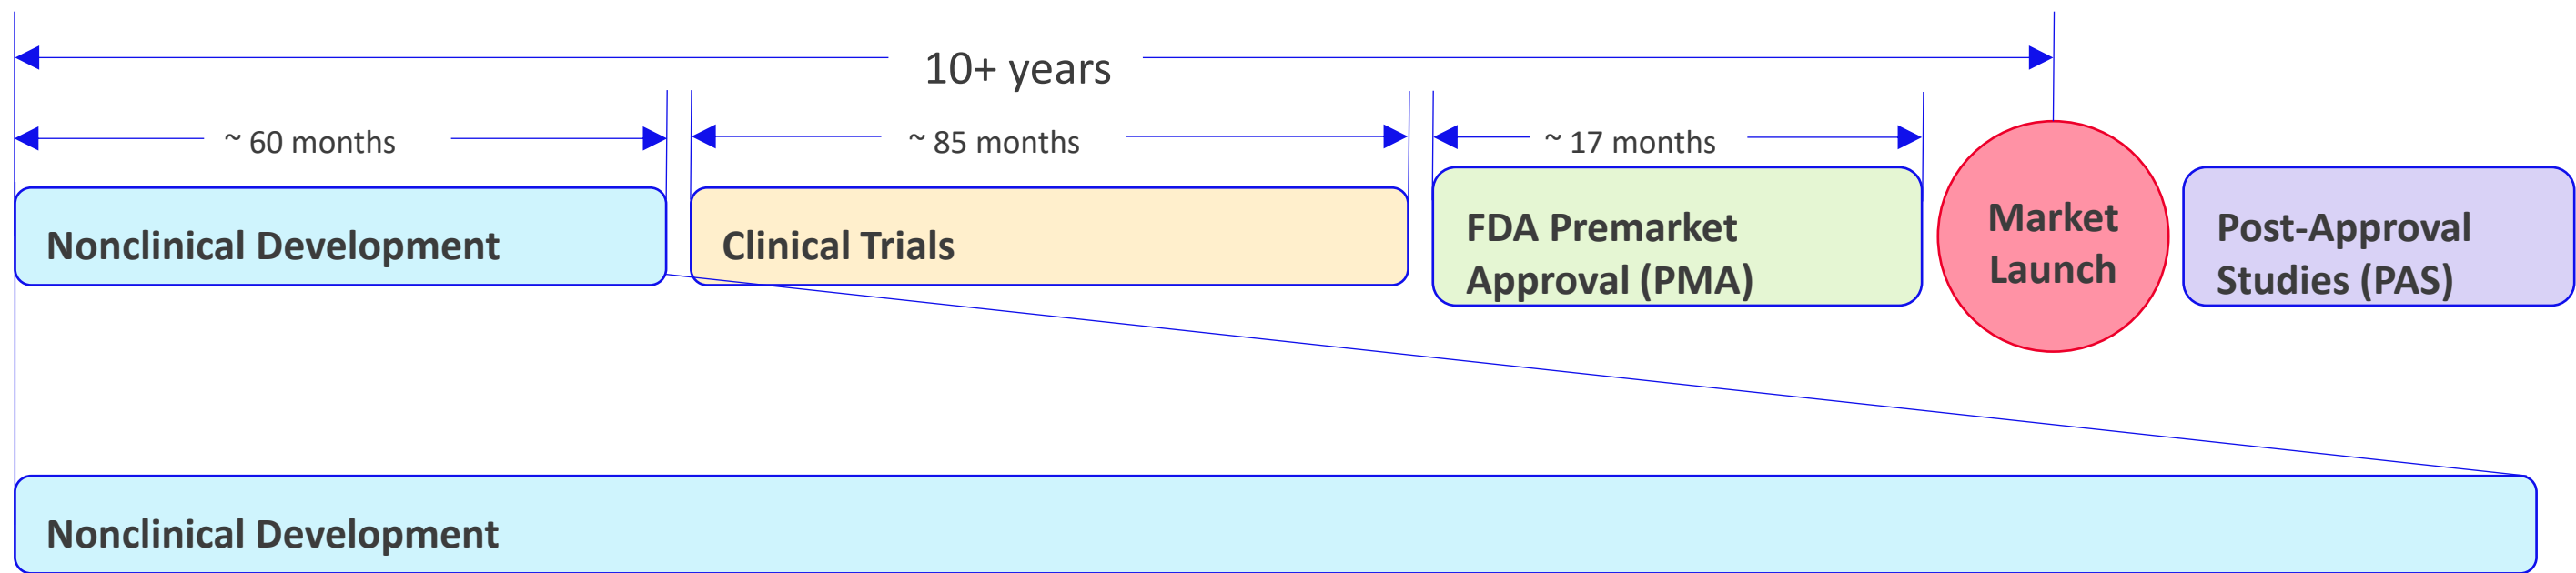 10+ years
~ 60 months
~ 85 months
~ 17 months
Nonclinical Development
Clinical Trials
FDA Premarket
Approval (PMA)
Market
Launch
Post-Approval
Studies (PAS)
Nonclinical Development